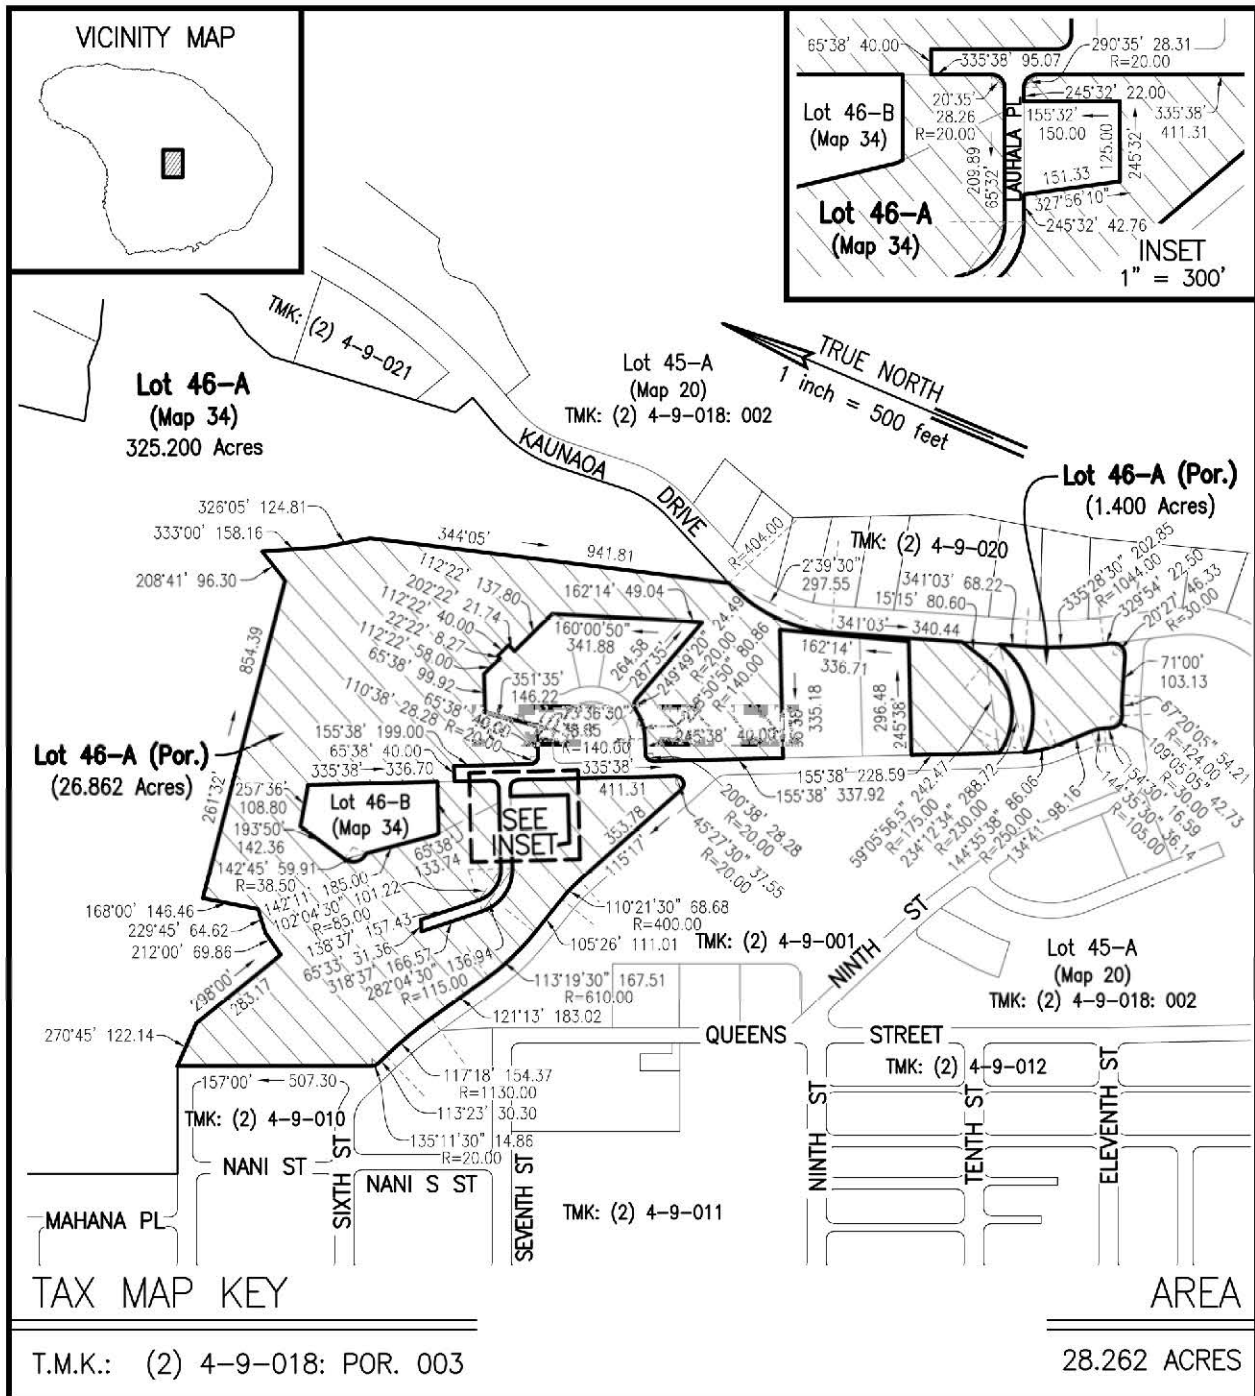 VICINITY MAP
65°38' 40.00
335°38' 95.07
290°35' 28.31
R=20.00
245°32' 22.00
20°35'
28.26
R=20.00
Lot 46-B
(Map 34)
155°32'
150.00
335°38'
411.31
LAUHALA PL
209.89
65°32'
125.00
245°32'
151.33
327°56'10"
245°32' 42.76
Lot 46-A
(Map 34)
INSET
1" = 300'
TMK: (2) 4-9-021
Lot 46-A
(Map 34)
325.200 Acres
Lot 45-A
(Map 20)
TMK: (2) 4-9-018: 002
TRUE NORTH
1 inch = 500 feet
KAUNAOA
DRIVE
Lot 46-A (Por.)
(1.400 Acres)
326°05' 124.81
333°00' 158.16
208°41' 96.30
344°05'
941.81
R=404.00
TMK: (2) 4-9-020
2°39'30"
297.55
341°03' 68.22
15°15' 80.60
341°03' 340.44
335°28'30" 202.85
R=1044.00
329°54' 22.50
20°27' 46.33
R=30.00
112°22' 137.80
202°22' 21.74
112°22' 40.00
22°22' 8.27
112°22' 58.00
65°38' 99.92
162°14' 49.04
160°00'50"
341.88
264.58
287°35'
249°49'20" 24.49
R=20.00
80.86
R=140.00
162°14'
336.71
335.18
296.48
245°38'
71°00'
103.13
67°20'05" 54.21
R=124.00
109°05'05" 42.73
R=30.00
154°30' 16.59
144°35'30" 36.14
R=105.00
854.39
261°32'
351°35'
146.22
65°38'
110°38' 28.28
R=20.00
155°38' 199.00
65°38' 40.00
335°38' 336.70
R=140.00
245°38' 40.00
335°38'
411.31
Lot 46-A (Por.)
(26.862 Acres)
Lot 46-B
(Map 34)
SEE
INSET
257°36'
108.80
193°50'
142.36
142°45' 59.91
R=38.50
65°38'
133.74
353.78
115°17'
155°38' 228.59
155°38' 337.92
200°38' 28.28
R=20.00
45°27'30" 37.55
R=20.00
59°05'56.5" 242.47
R=175.00
234°12'34" 288.72
R=230.00
144°35'38" 86.06
R=250.00
134°41' 98.16
168°00' 146.46
229°45' 64.62
212°00' 69.86
298°00'
283.17
270°45' 122.14
142°11' 185.00
102°04'30" 101.22
R=85.00
138°37' 157.43
65°33' 31.36
318°37' 166.57
282°04'30" 136.94
R=115.00
110°21'30" 68.68
R=400.00
105°26' 111.01
TMK: (2) 4-9-001
113°19'30" 167.51
R=610.00
121°13' 183.02
NINTH ST
Lot 45-A
(Map 20)
TMK: (2) 4-9-018: 002
QUEENS STREET
TMK: (2) 4-9-012
157°00' 507.30
117°18' 154.37
R=1130.00
113°23' 30.30
135°11'30" 14.86
R=20.00
TMK: (2) 4-9-010
NANI ST
NANI S ST
MAHANA PL
SIXTH ST
SEVENTH ST
TMK: (2) 4-9-011
NINTH ST
TENTH ST
ELEVENTH ST
TAX MAP KEY
AREA
T.M.K.: (2) 4-9-018: POR. 003
28.262 ACRES